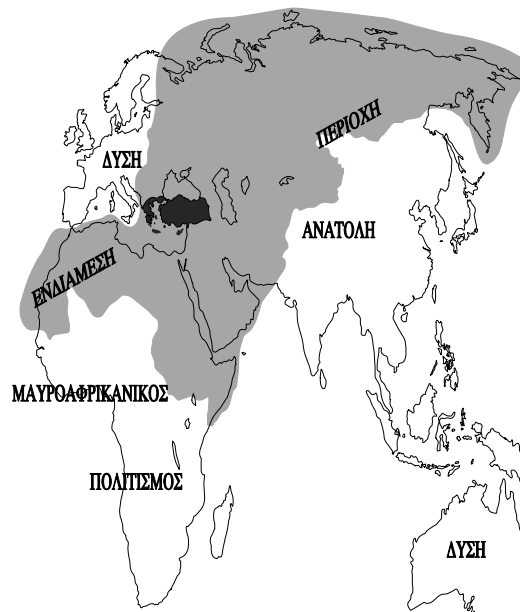 ΠΕΡΙΟΧΗ
ΔΥΣΗ
ΑΝΑΤΟΛΗ
ΕΝΔΙΑΜΕΣΗ
ΜΑΥΡΟΑΦΡΙΚΑΝΙΚΟΣ
ΠΟΛΙΤΙΣΜΟΣ
ΔΥΣΗ